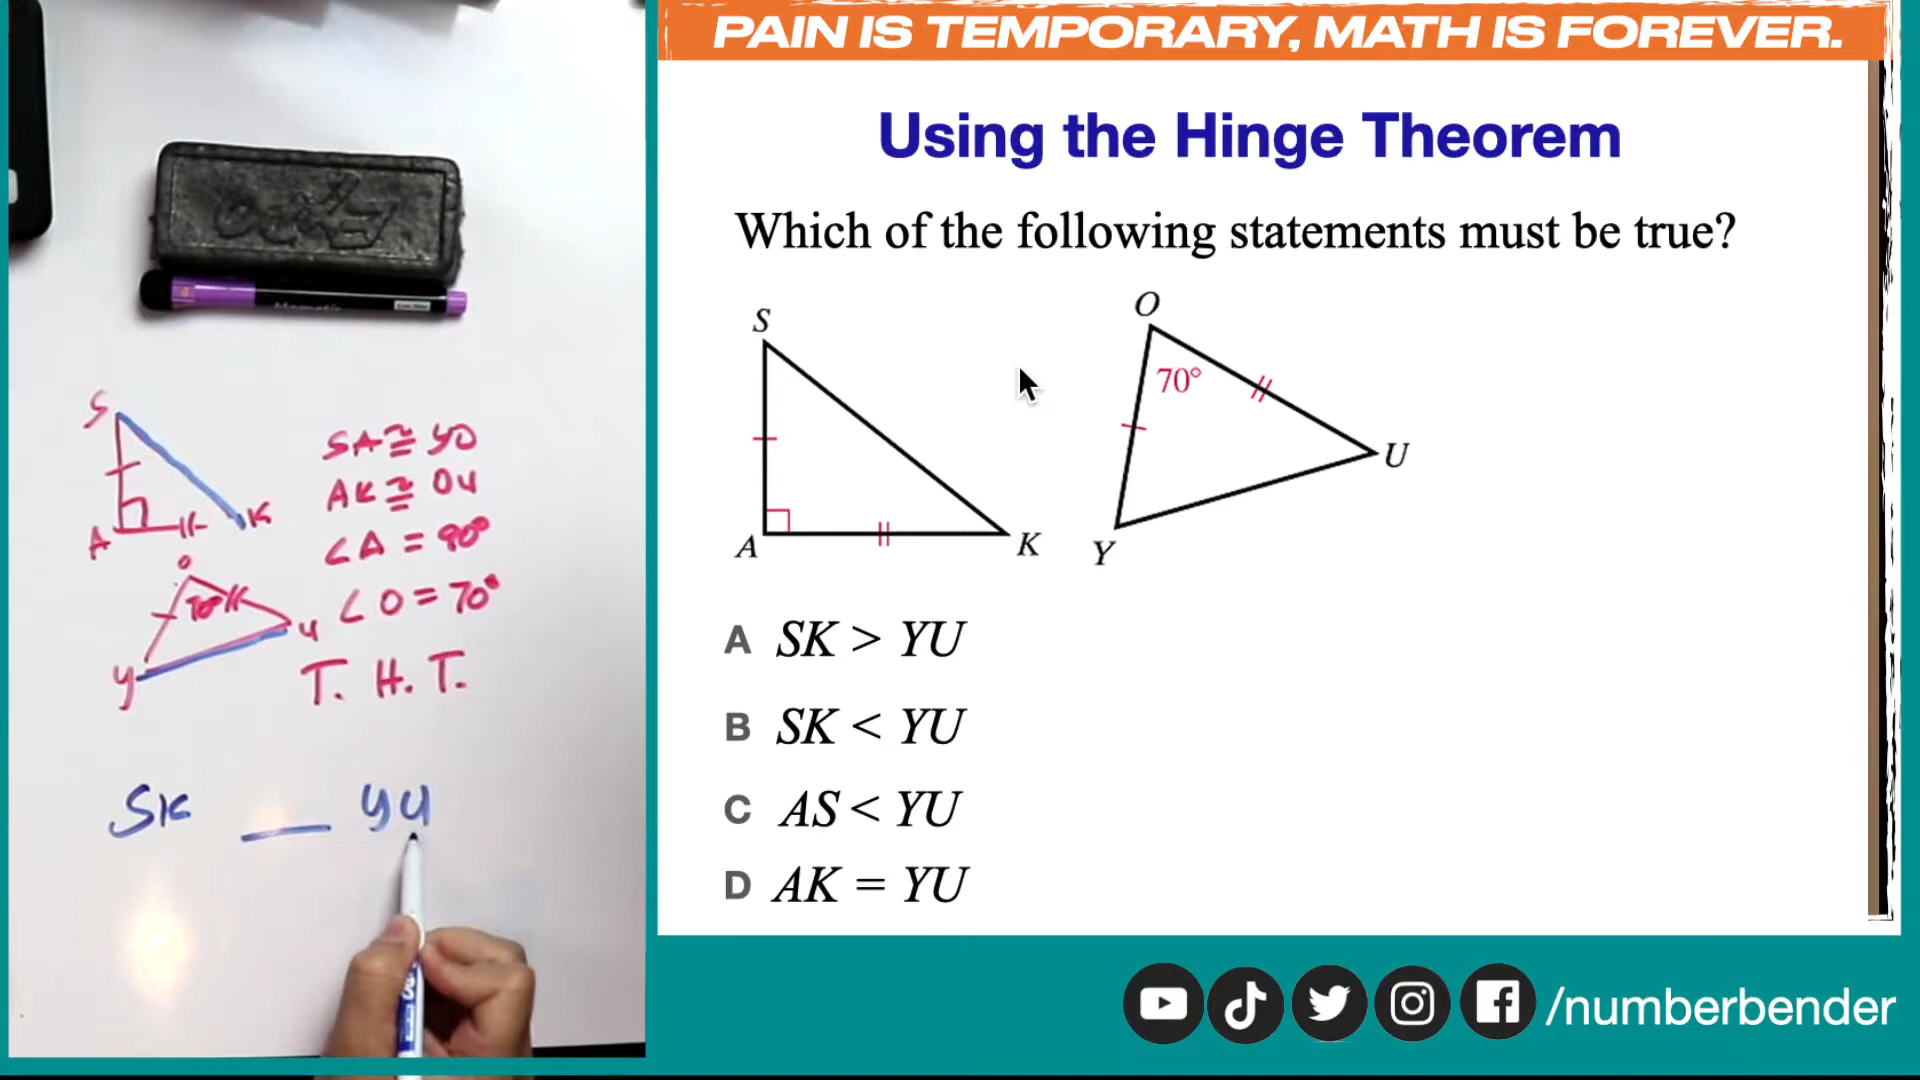 PAIN IS TEMPORARY, MATH IS FOREVER.
Using the Hinge Theorem
Which of the following statements must be true?
S
A
K
O
70°
U
Y
A SK > YU
B SK < YU
C AS < YU
D AK = YU
/numberbender
S
A
K
O
70°
U
Y
SA ≅ YO
AK ≅ OU
∠A = 90°
∠O = 70°
T. H. T.
SK __ YU